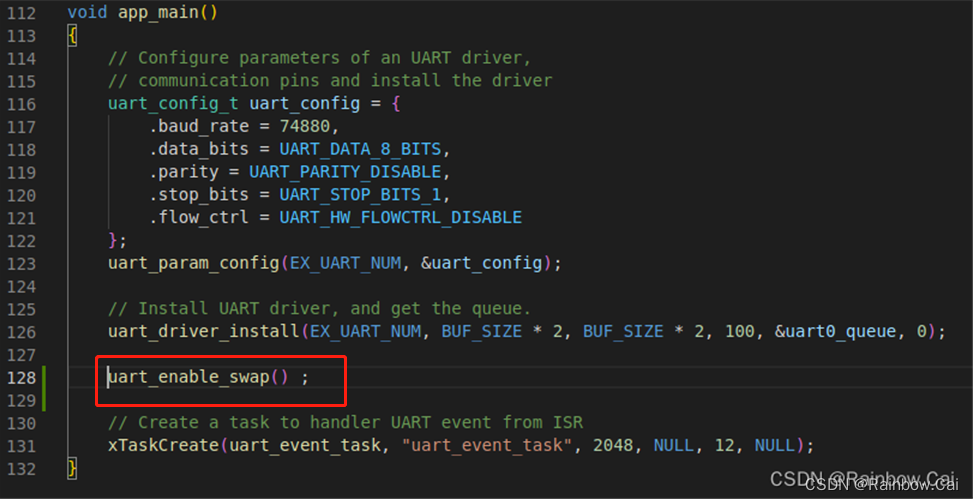 112 void app_main()
113 {
114 // Configure parameters of an UART driver,
115 // communication pins and install the driver
116 uart_config_t uart_config = {
117 .baud_rate = 74880,
118 .data_bits = UART_DATA_8_BITS,
119 .parity = UART_PARITY_DISABLE,
120 .stop_bits = UART_STOP_BITS_1,
121 .flow_ctrl = UART_HW_FLOWCTRL_DISABLE
122 };
123 uart_param_config(EX_UART_NUM, &uart_config);
124
125 // Install UART driver, and get the queue.
126 uart_driver_install(EX_UART_NUM, BUF_SIZE * 2, BUF_SIZE * 2, 100, &uart0_queue, 0);
127
128 uart_enable_swap() ;
129
130 // Create a task to handler UART event from ISR
131 xTaskCreate(uart_event_task, "uart_event_task", 2048, NULL, 12, NULL);
132 }
CSDN @Rainbow.Cai
CSDN @Rainbow.Cai